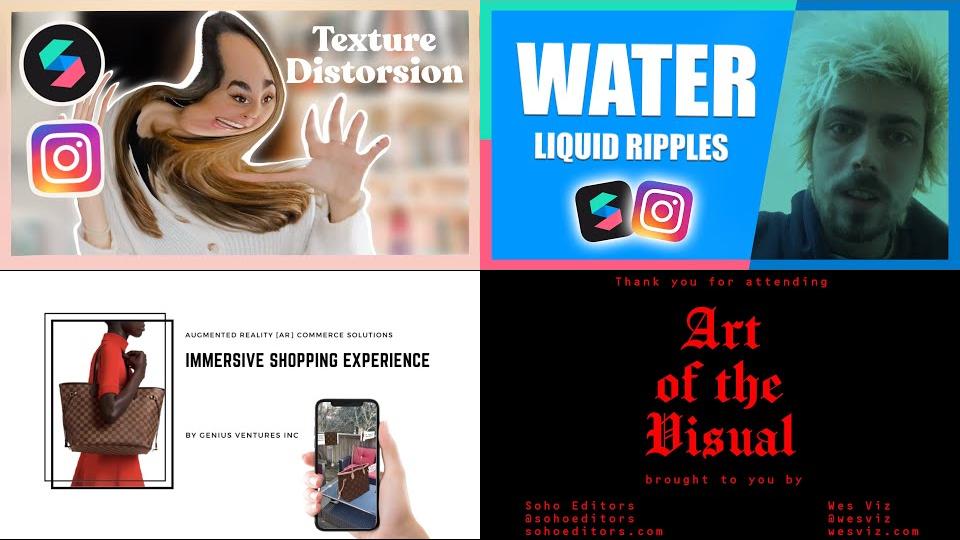 Texture
Distorsion
WATER
LIQUID RIPPLES
AUGMENTED REALITY [AR] COMMERCE SOLUTIONS
IMMERSIVE SHOPPING EXPERIENCE
BY GENIUS VENTURES INC
Thank you for attending
Art
of the
Visual
brought to you by
Soho Editors
@sohoeditors
sohoeditors.com
Wes Viz
@wesviz
wesviz.com